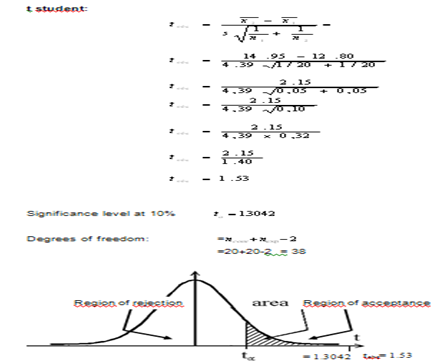 t student:
t = x̄ - x̄ / s √ 1/n + 1/n =
t = 14.95 - 12.80 / 4.39 √1/20 + 1/20
t = 2.15 / 4.39 √0.05 + 0.05
t = 2.15 / 4.39 √0.10
t = 2.15 / 4.39 × 0.32
t = 2.15 / 1.40
t = 1.53
Significance level at 10% t = 13042
Degrees of freedom: = n + n - 2
=20+20-2 = 38
Region of rejection area Region of acceptance
t
tα = 1.3042 t = 1.53